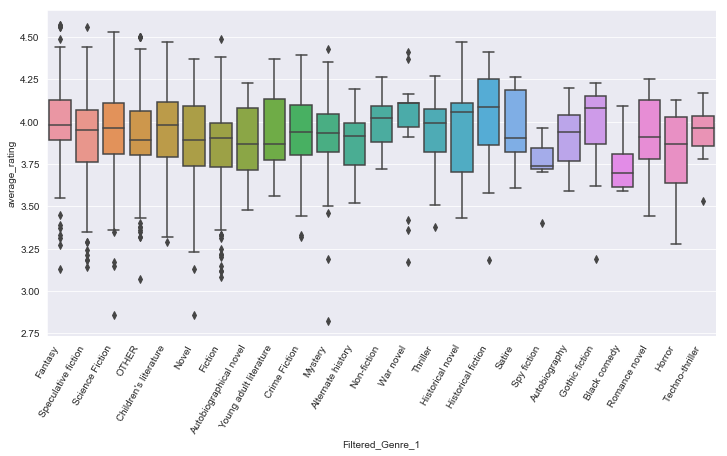 average_rating
4.50
4.25
4.00
3.75
3.50
3.25
3.00
2.75
Fantasy
Speculative fiction
Science Fiction
OTHER
Children's literature
Novel
Fiction
Autobiographical novel
Young adult literature
Crime Fiction
Mystery
Alternate history
Non-fiction
War novel
Thriller
Historical novel
Historical fiction
Satire
Spy fiction
Autobiography
Gothic fiction
Black comedy
Romance novel
Horror
Techno-thriller
Filtered_Genre_1